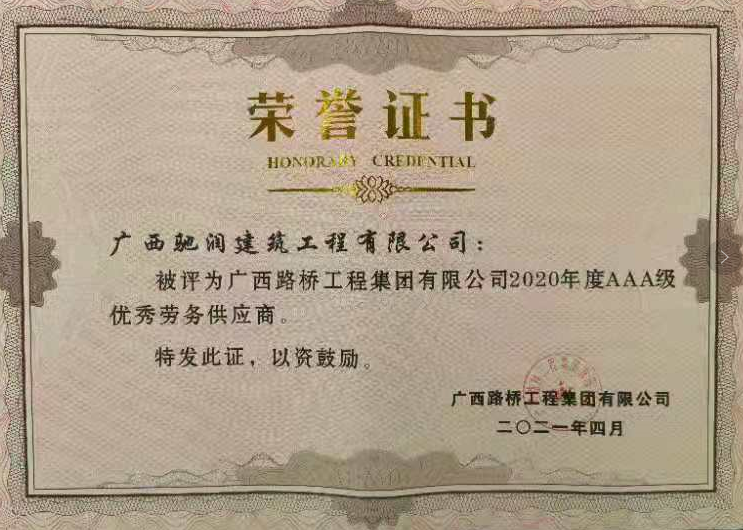 荣誉证书
HONORARY CREDENTIAL
广西驰润建筑工程有限公司：
被评为广西路桥工程集团有限公司2020年度AAA级
优秀劳务供应商。
特发此证，以资鼓励。
广西路桥工程集团有限公司
二〇二一年四月